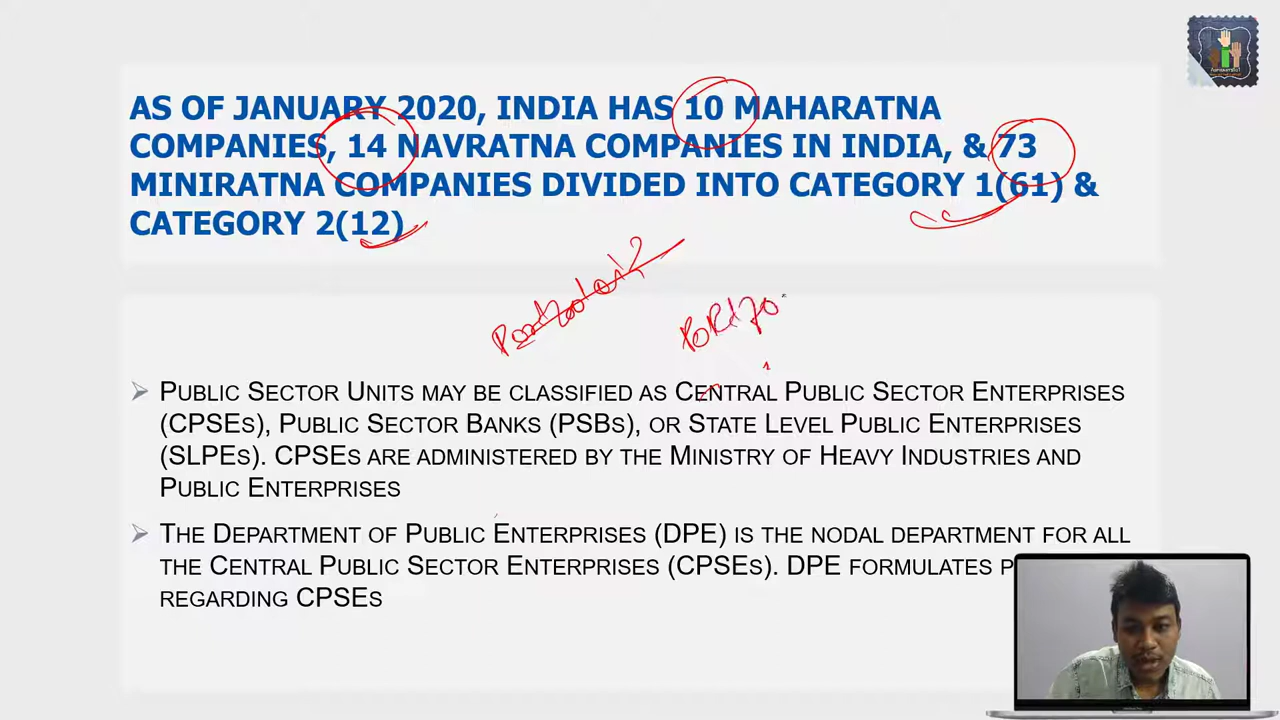 AS OF JANUARY 2020, INDIA HAS 10 MAHARATNA
COMPANIES, 14 NAVRATNA COMPANIES IN INDIA, & 73
MINIRATNA COMPANIES DIVIDED INTO CATEGORY 1(61) &
CATEGORY 2(12)
PUBLIC SECTOR UNITS MAY BE CLASSIFIED AS CENTRAL PUBLIC SECTOR ENTERPRISES
(CPSES), PUBLIC SECTOR BANKS (PSBS), OR STATE LEVEL PUBLIC ENTERPRISES
(SLPES). CPSES ARE ADMINISTERED BY THE MINISTRY OF HEAVY INDUSTRIES AND
PUBLIC ENTERPRISES
THE DEPARTMENT OF PUBLIC ENTERPRISES (DPE) IS THE NODAL DEPARTMENT FOR ALL
THE CENTRAL PUBLIC SECTOR ENTERPRISES (CPSES). DPE FORMULATES P
REGARDING CPSES